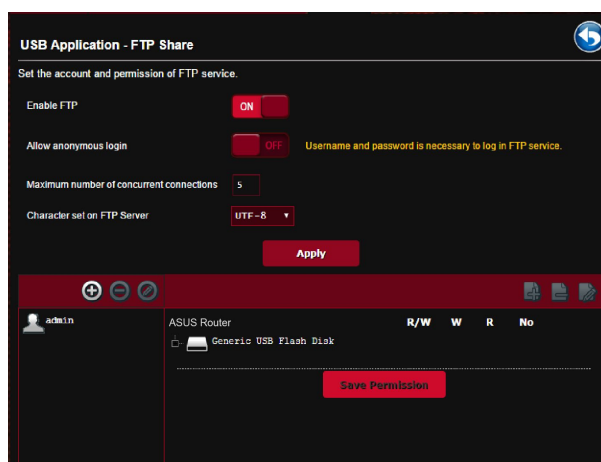 USB Application - FTP Share
Set the account and permission of FTP service.
Enable FTP ON
Allow anonymous login OFF Username and password is necessary to log in FTP service.
Maximum number of concurrent connections 5
Character set on FTP Server UTF-8
Apply
admin ASUS Router R/W W R No
Generic USB Flash Disk
Save Permission